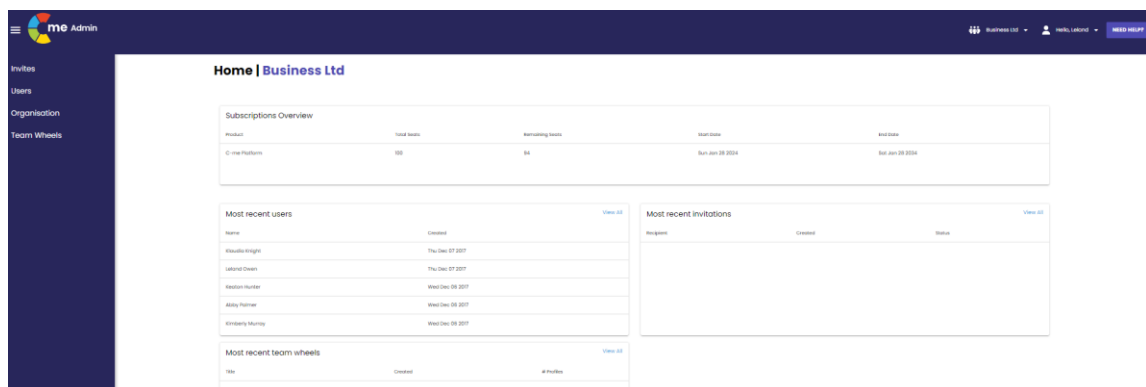 me Admin
Business Ltd
Hello, Leland
NEED HELP?
Invites
Users
Organisation
Team Wheels
Home | Business Ltd
Subscriptions Overview
Product Total Seats Remaining Seats Start Date End Date
C-me Platform 100 94 Sun Jan 28 2024 Sat Jan 28 2024
Most recent users View All
Name Created
Klaudia Knight Thu Dec 07 2017
Leland Owen Thu Dec 07 2017
Keaton Hunter Wed Dec 06 2017
Abby Palmer Wed Dec 06 2017
Kimberly Murray Wed Dec 06 2017
Most recent invitations View All
Recipient Created Status
Most recent team wheels View All
Title Created # Profiles